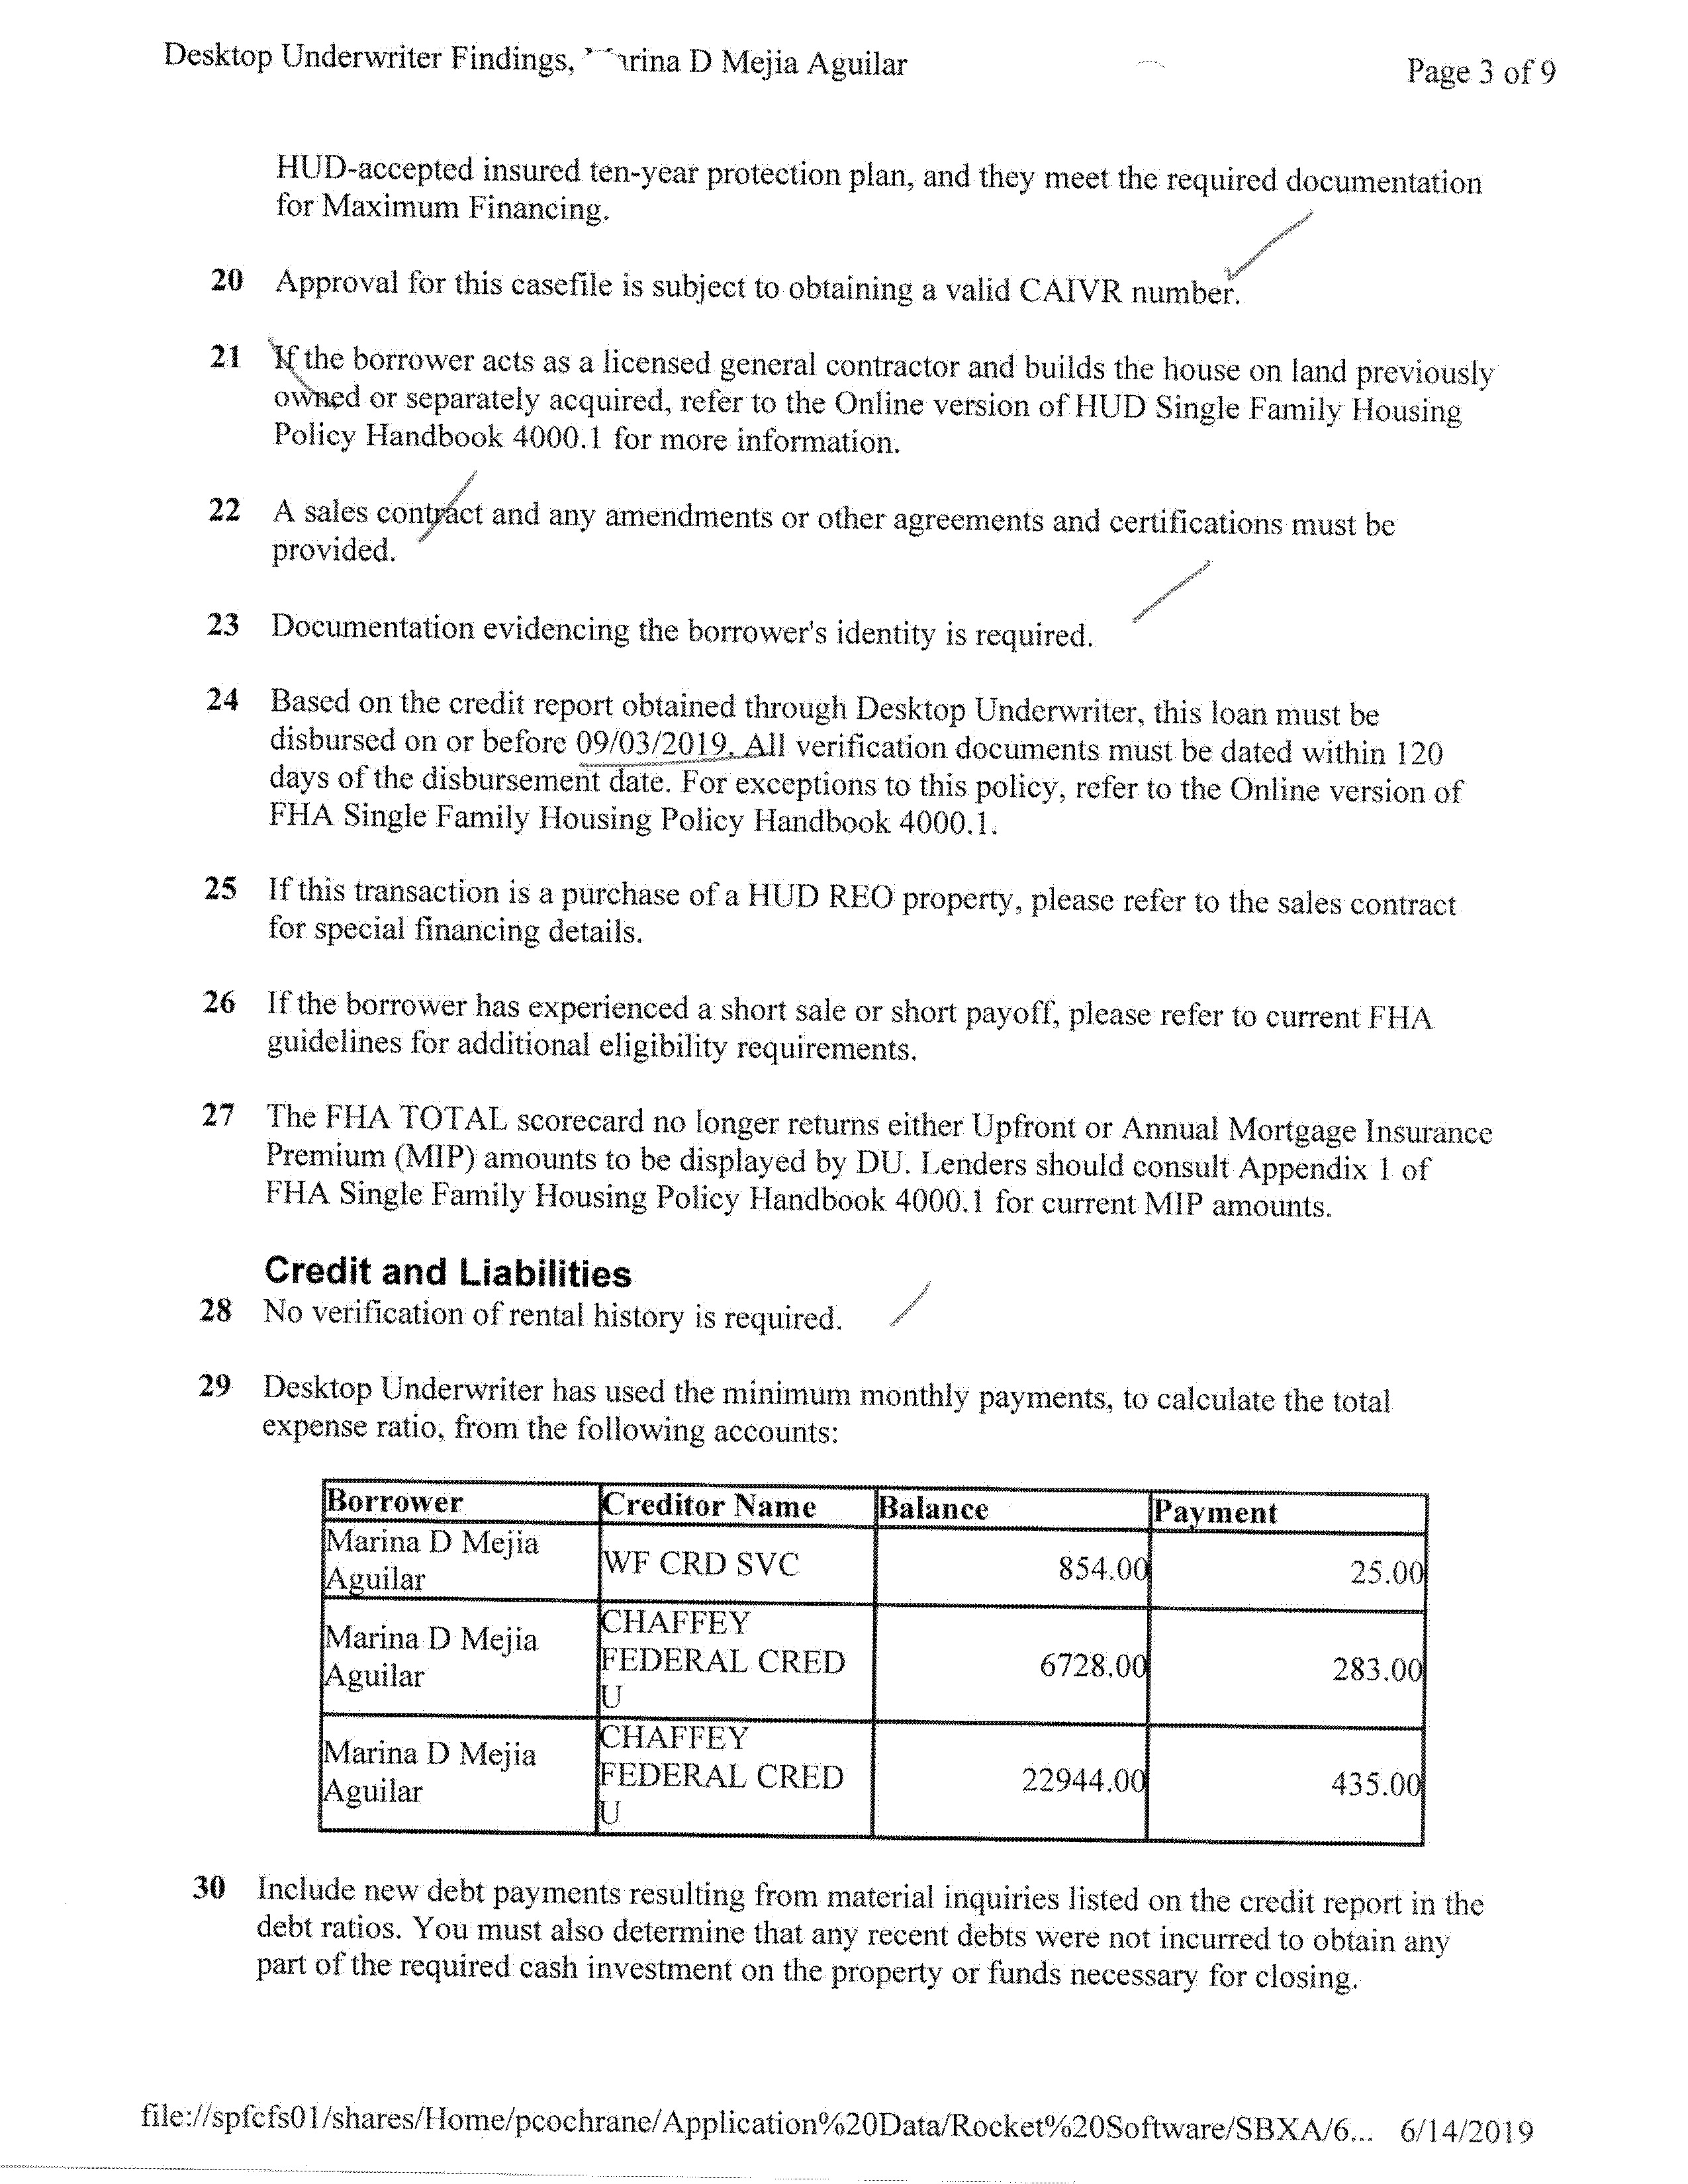 Desktop Underwriter Findings, Marina D Mejia Aguilar Page 3 of 9
HUD-accepted insured ten-year protection plan, and they meet the required documentation
for Maximum Financing.
20 Approval for this casefile is subject to obtaining a valid CAIVR number.
21 If the borrower acts as a licensed general contractor and builds the house on land previously
owned or separately acquired, refer to the Online version of HUD Single Family Housing
Policy Handbook 4000.1 for more information.
22 A sales contract and any amendments or other agreements and certifications must be
provided.
23 Documentation evidencing the borrower's identity is required.
24 Based on the credit report obtained through Desktop Underwriter, this loan must be
disbursed on or before 09/03/2019. All verification documents must be dated within 120
days of the disbursement date. For exceptions to this policy, refer to the Online version of
FHA Single Family Housing Policy Handbook 4000.1.
25 If this transaction is a purchase of a HUD REO property, please refer to the sales contract
for special financing details.
26 If the borrower has experienced a short sale or short payoff, please refer to current FHA
guidelines for additional eligibility requirements.
27 The FHA TOTAL scorecard no longer returns either Upfront or Annual Mortgage Insurance
Premium (MIP) amounts to be displayed by DU. Lenders should consult Appendix 1 of
FHA Single Family Housing Policy Handbook 4000.1 for current MIP amounts.
Credit and Liabilities
28 No verification of rental history is required.
29 Desktop Underwriter has used the minimum monthly payments, to calculate the total
expense ratio, from the following accounts:
Borrower Creditor Name Balance Payment
Marina D Mejia
Aguilar
WF CRD SVC 854.00 25.00
Marina D Mejia
Aguilar
CHAFFEY
FEDERAL CRED
U
6728.00 283.00
Marina D Mejia
Aguilar
CHAFFEY
FEDERAL CRED
U
22944.00 435.00
30 Include new debt payments resulting from material inquiries listed on the credit report in the
debt ratios. You must also determine that any recent debts were not incurred to obtain any
part of the required cash investment on the property or funds necessary for closing.
file://spfcfs01/shares/Home/pcochrane/Application%20Data/Rocket%20Software/SBXA/6... 6/14/2019